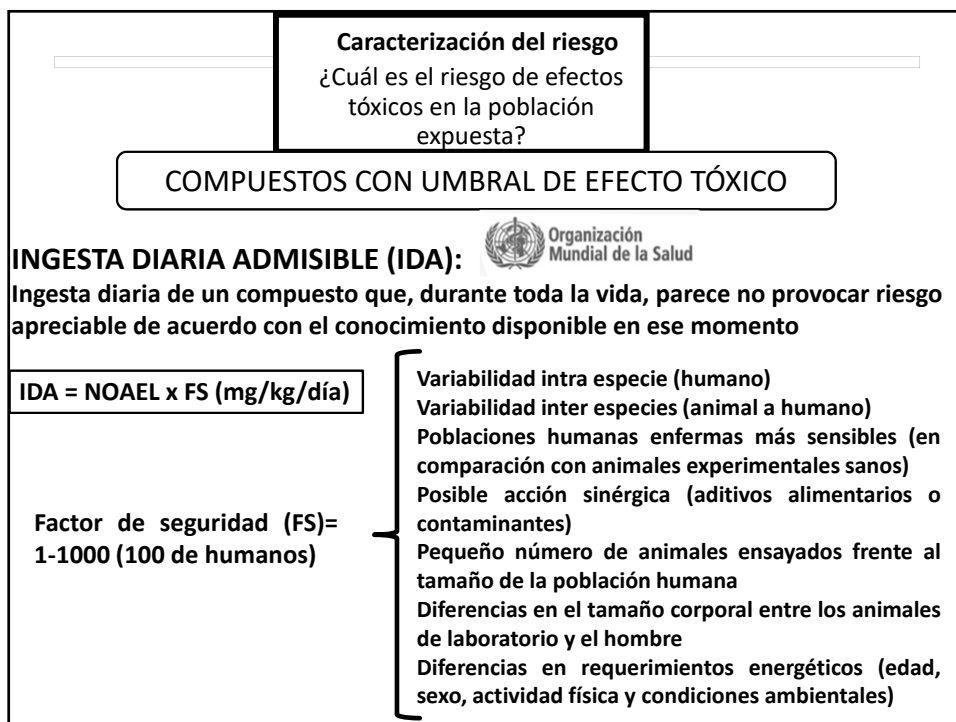 Caracterización del riesgo
¿Cuál es el riesgo de efectos
tóxicos en la población
expuesta?
COMPUESTOS CON UMBRAL DE EFECTO TÓXICO
Organización
Mundial de la Salud
INGESTA DIARIA ADMISIBLE (IDA):
Ingesta diaria de un compuesto que, durante toda la vida, parece no provocar riesgo
apreciable de acuerdo con el conocimiento disponible en ese momento
IDA = NOAEL x FS (mg/kg/día)
Factor de seguridad (FS)=
1-1000 (100 de humanos)
Variabilidad intra especie (humano)
Variabilidad inter especies (animal a humano)
Poblaciones humanas enfermas más sensibles (en
comparación con animales experimentales sanos)
Posible acción sinérgica (aditivos alimentarios o
contaminantes)
Pequeño número de animales ensayados frente al
tamaño de la población humana
Diferencias en el tamaño corporal entre los animales
de laboratorio y el hombre
Diferencias en requerimientos energéticos (edad,
sexo, actividad física y condiciones ambientales)